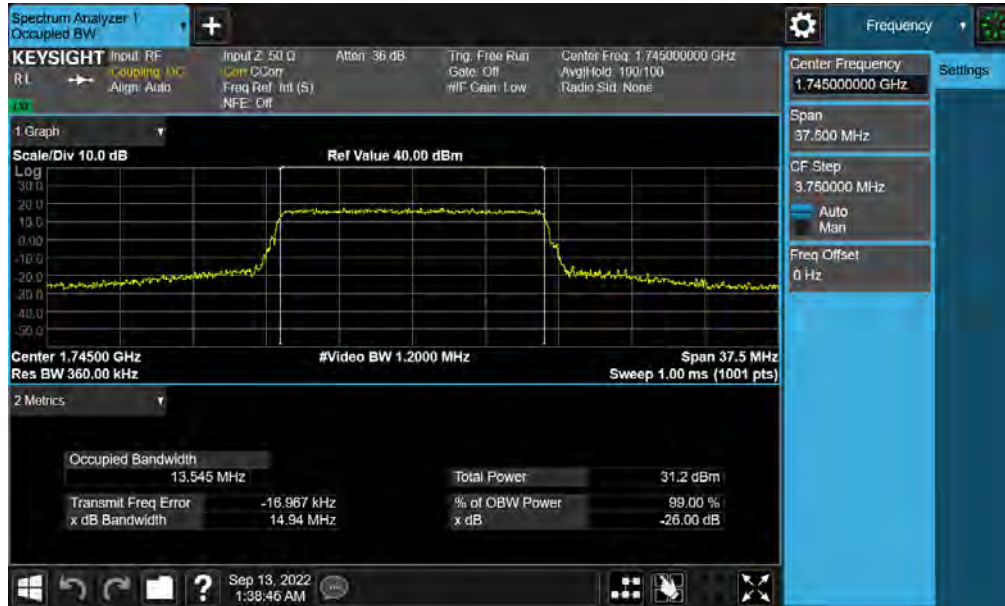 Spectrum Analyzer 1
Occupied BW
+
Frequency
KEYSIGHT
Input: RF
Input Z: 50 Ω
Atten: 36 dB
Trig: Free Run
Center Freq: 1.745000000 GHz
RL
Coupling: DC
Corr CCorr
Gate: Off
Avg|Hold: 100/100
Align: Auto
Freq Ref: Int (S)
#IF Gain: Low
Radio Std: None
NFE: Off
1 Graph
Scale/Div 10.0 dB
Ref Value 40.00 dBm
Log
30.0
20.0
10.0
0.00
-10.0
-20.0
-30.0
-40.0
-50.0
Center 1.74500 GHz
#Video BW 1.2000 MHz
Span 37.5 MHz
Res BW 360.00 kHz
Sweep 1.00 ms (1001 pts)
2 Metrics
Occupied Bandwidth
13.545 MHz
Total Power
31.2 dBm
Transmit Freq Error
-16.967 kHz
% of OBW Power
99.00 %
x dB Bandwidth
14.94 MHz
x dB
-26.00 dB
Center Frequency
1.745000000 GHz
Settings
Span
37.500 MHz
CF Step
3.750000 MHz
Auto
Man
Freq Offset
0 Hz
?
Sep 13, 2022
1:38:46 AM